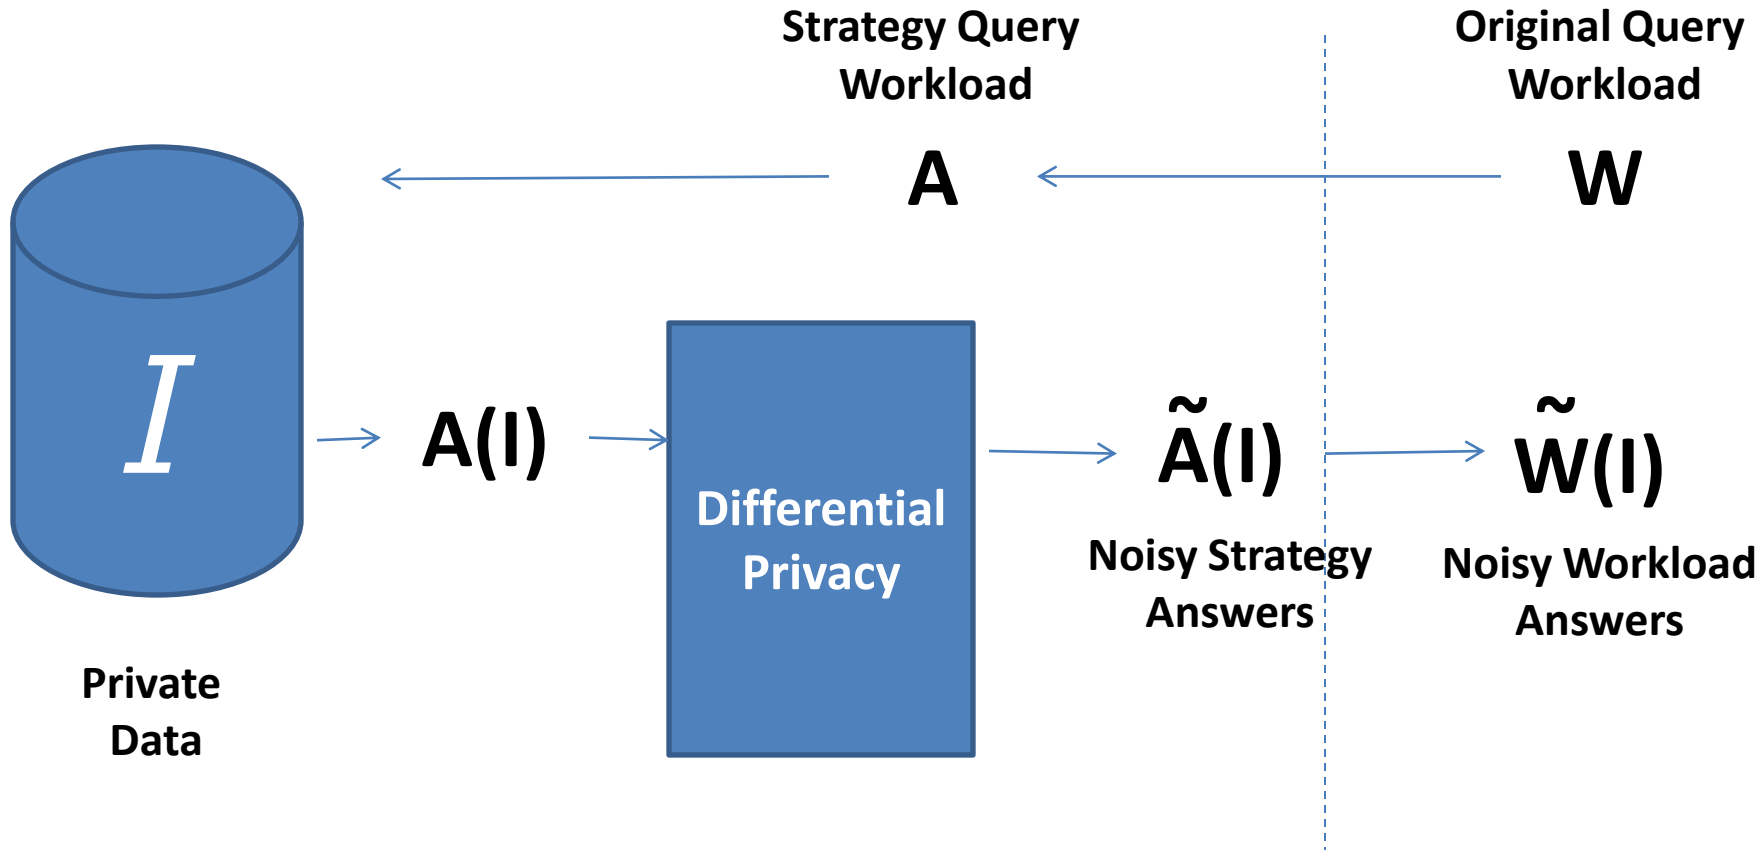 Strategy Query
Workload
Original Query
Workload
A
W
I
A(I)
Differential
Privacy
Ã(I)
W̃(I)
Noisy Strategy
Answers
Noisy Workload
Answers
Private
Data